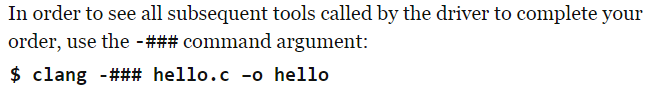 In order to see all subsequent tools called by the driver to complete your
order, use the -### command argument:
$ clang -### hello.c –o hello